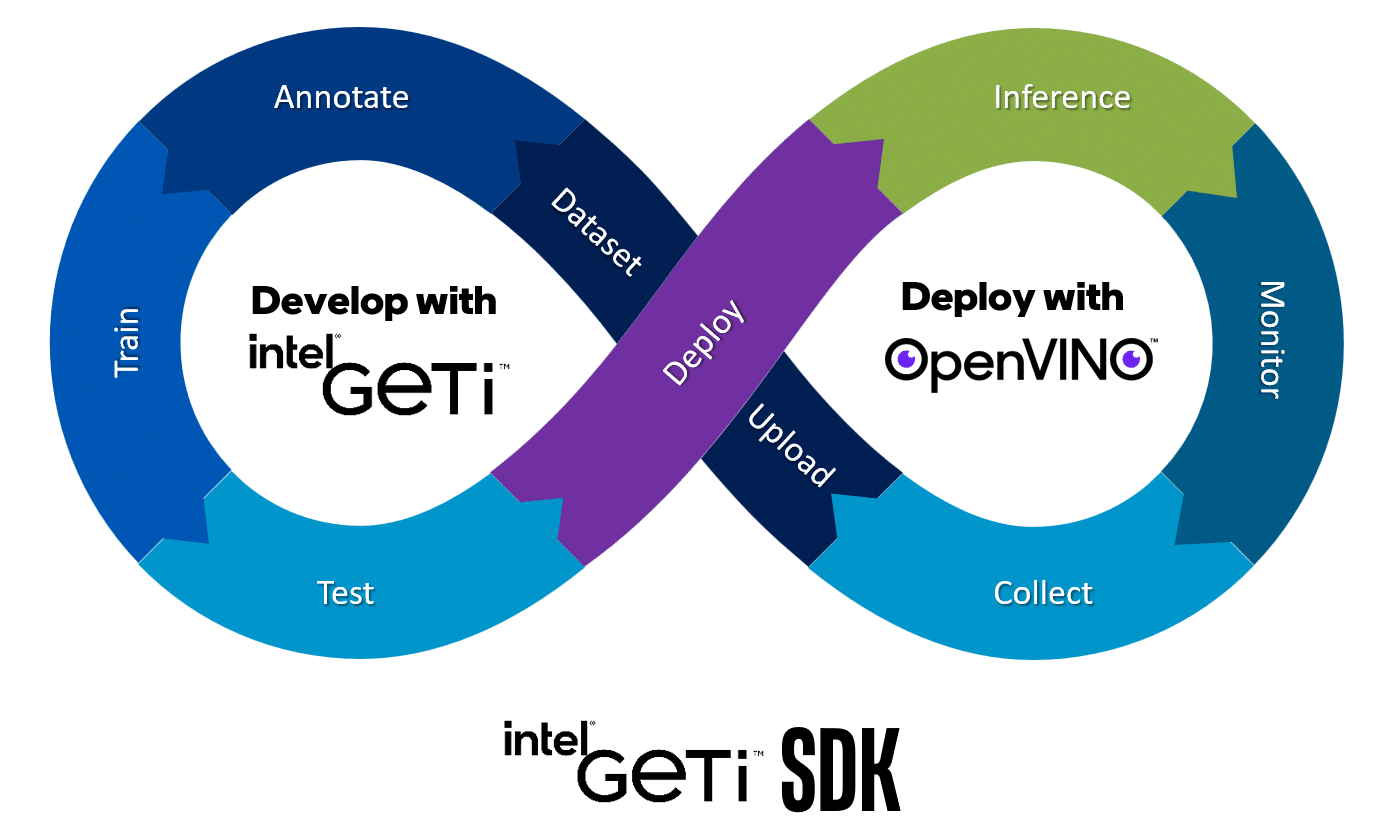 Annotate
Inference
Dataset
Develop with
intel®
GETi™
Deploy with
OpenVINO™
Train
Deploy
Monitor
Upload
Test
Collect
intel®
GETi™ SDK